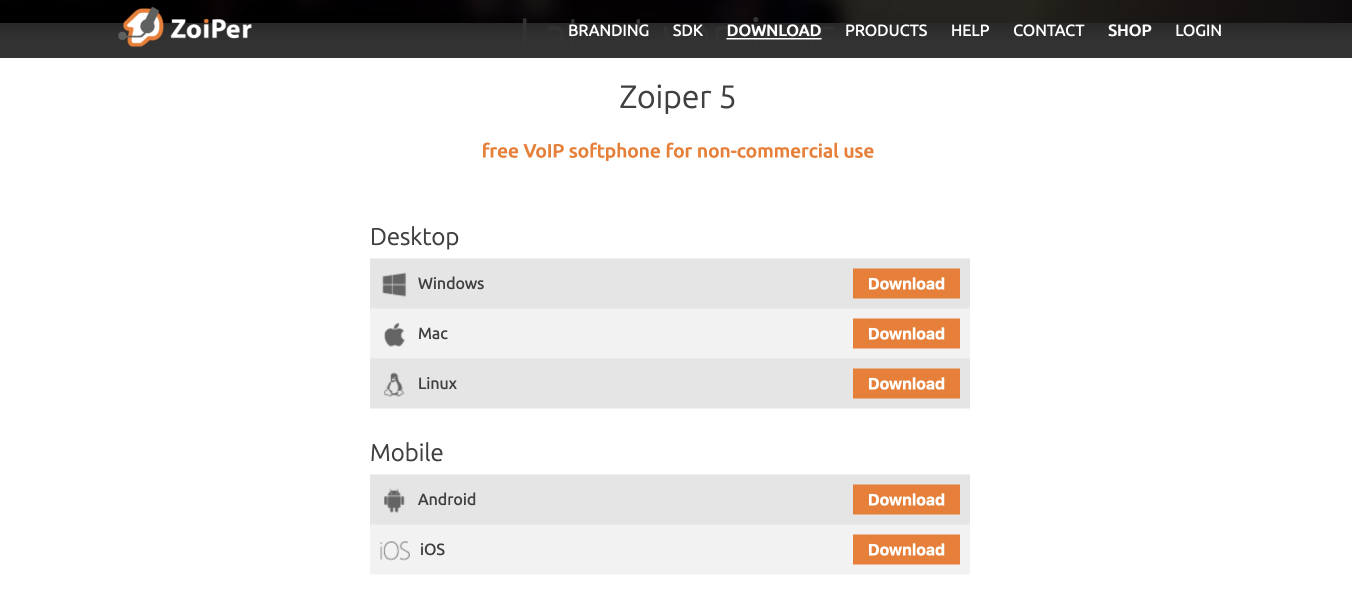 ZoiPer
BRANDING SDK DOWNLOAD PRODUCTS HELP CONTACT SHOP LOGIN
Zoiper 5
free VoIP softphone for non-commercial use
Desktop
Windows Download
Mac Download
Linux Download
Mobile
Android Download
iOS iOS Download